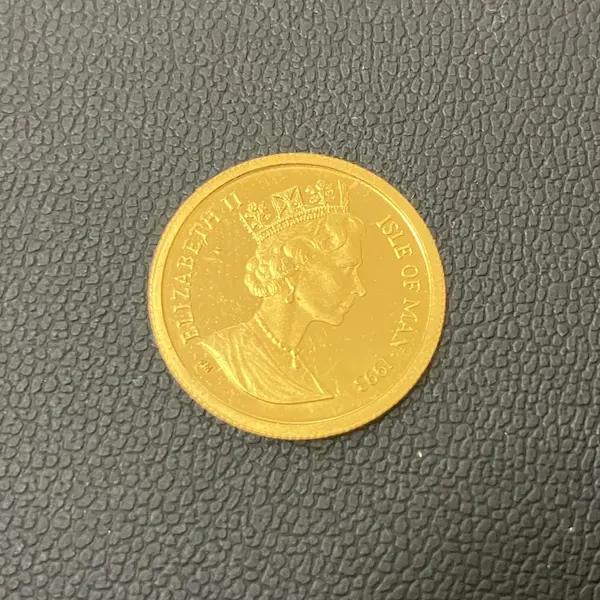 ELIZABETH II
ISLE OF MAN · 1993